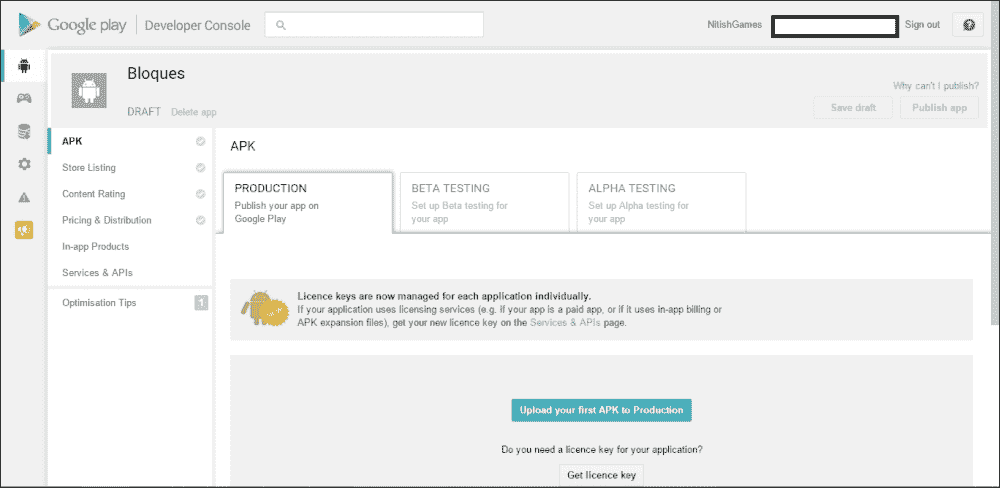 Google play Developer Console
NitishGames Sign out
Bloques
DRAFT Delete app
Why can't I publish?
Save draft Publish app
APK
Store Listing
Content Rating
Pricing & Distribution
In-app Products
Services & APIs
Optimisation Tips 1
APK
PRODUCTION
Publish your app on
Google Play
BETA TESTING
Set up Beta testing for
your app
ALPHA TESTING
Set up Alpha testing for
your app
Licence keys are now managed for each application individually.
If your application uses licensing services (e.g. if your app is a paid app, or if it uses in-app billing or
APK expansion files), get your new licence key on the Services & APIs page.
Upload your first APK to Production
Do you need a licence key for your application?
Get licence key